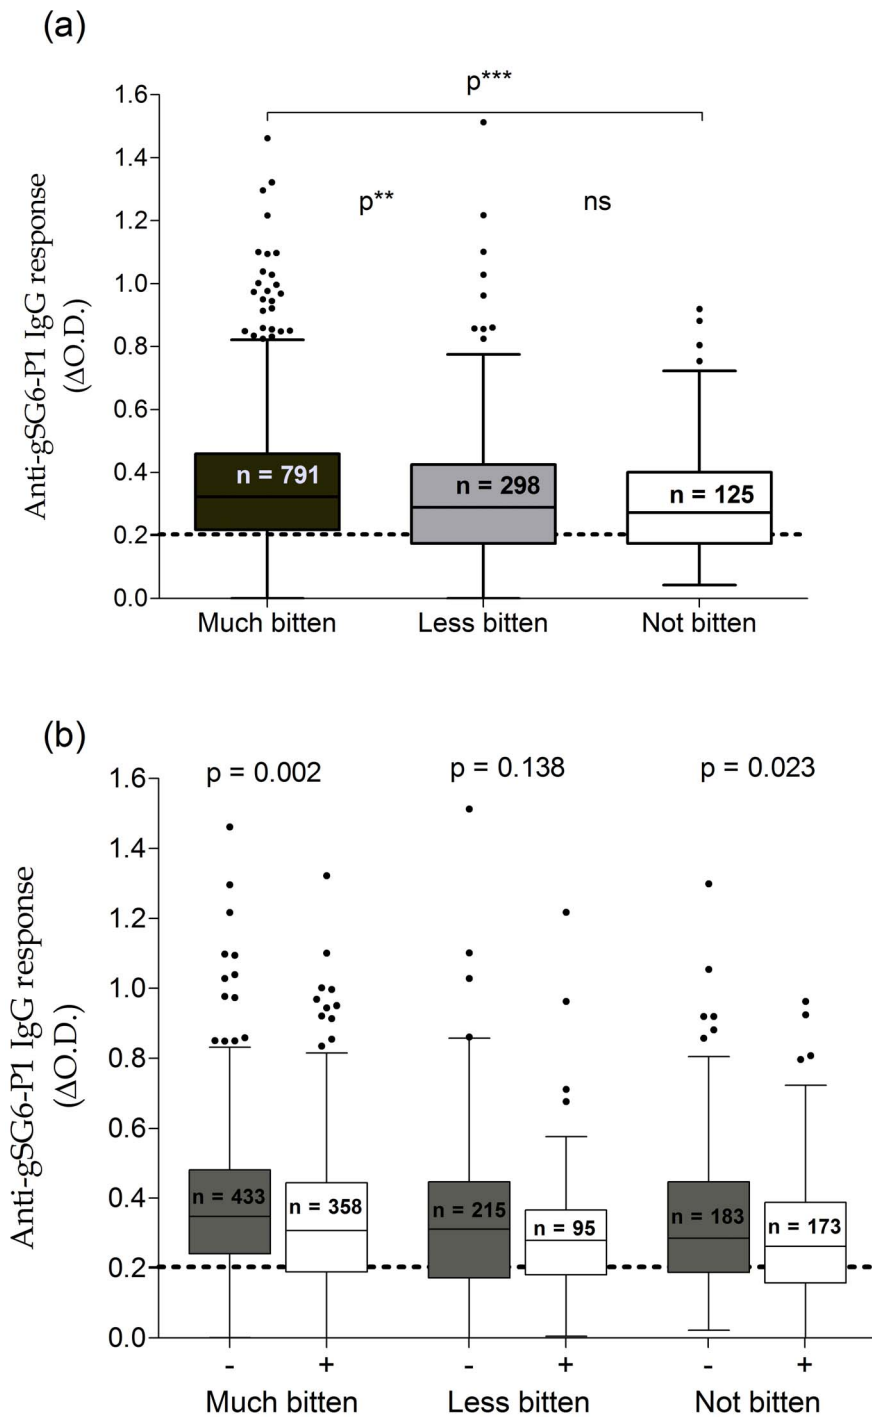 (a)
p***
p**
ns
Anti-gSG6-P1 IgG response
(ΔO.D.)
1.6
1.4
1.2
1.0
0.8
0.6
0.4
0.2
0.0
n = 791
n = 298
n = 125
Much bitten Less bitten Not bitten
(b)
p = 0.002 p = 0.138 p = 0.023
Anti-gSG6-P1 IgG response
(ΔO.D.)
1.6
1.4
1.2
1.0
0.8
0.6
0.4
0.2
0.0
n = 433
n = 358
n = 215
n = 95
n = 183
n = 173
- + - + - +
Much bitten Less bitten Not bitten